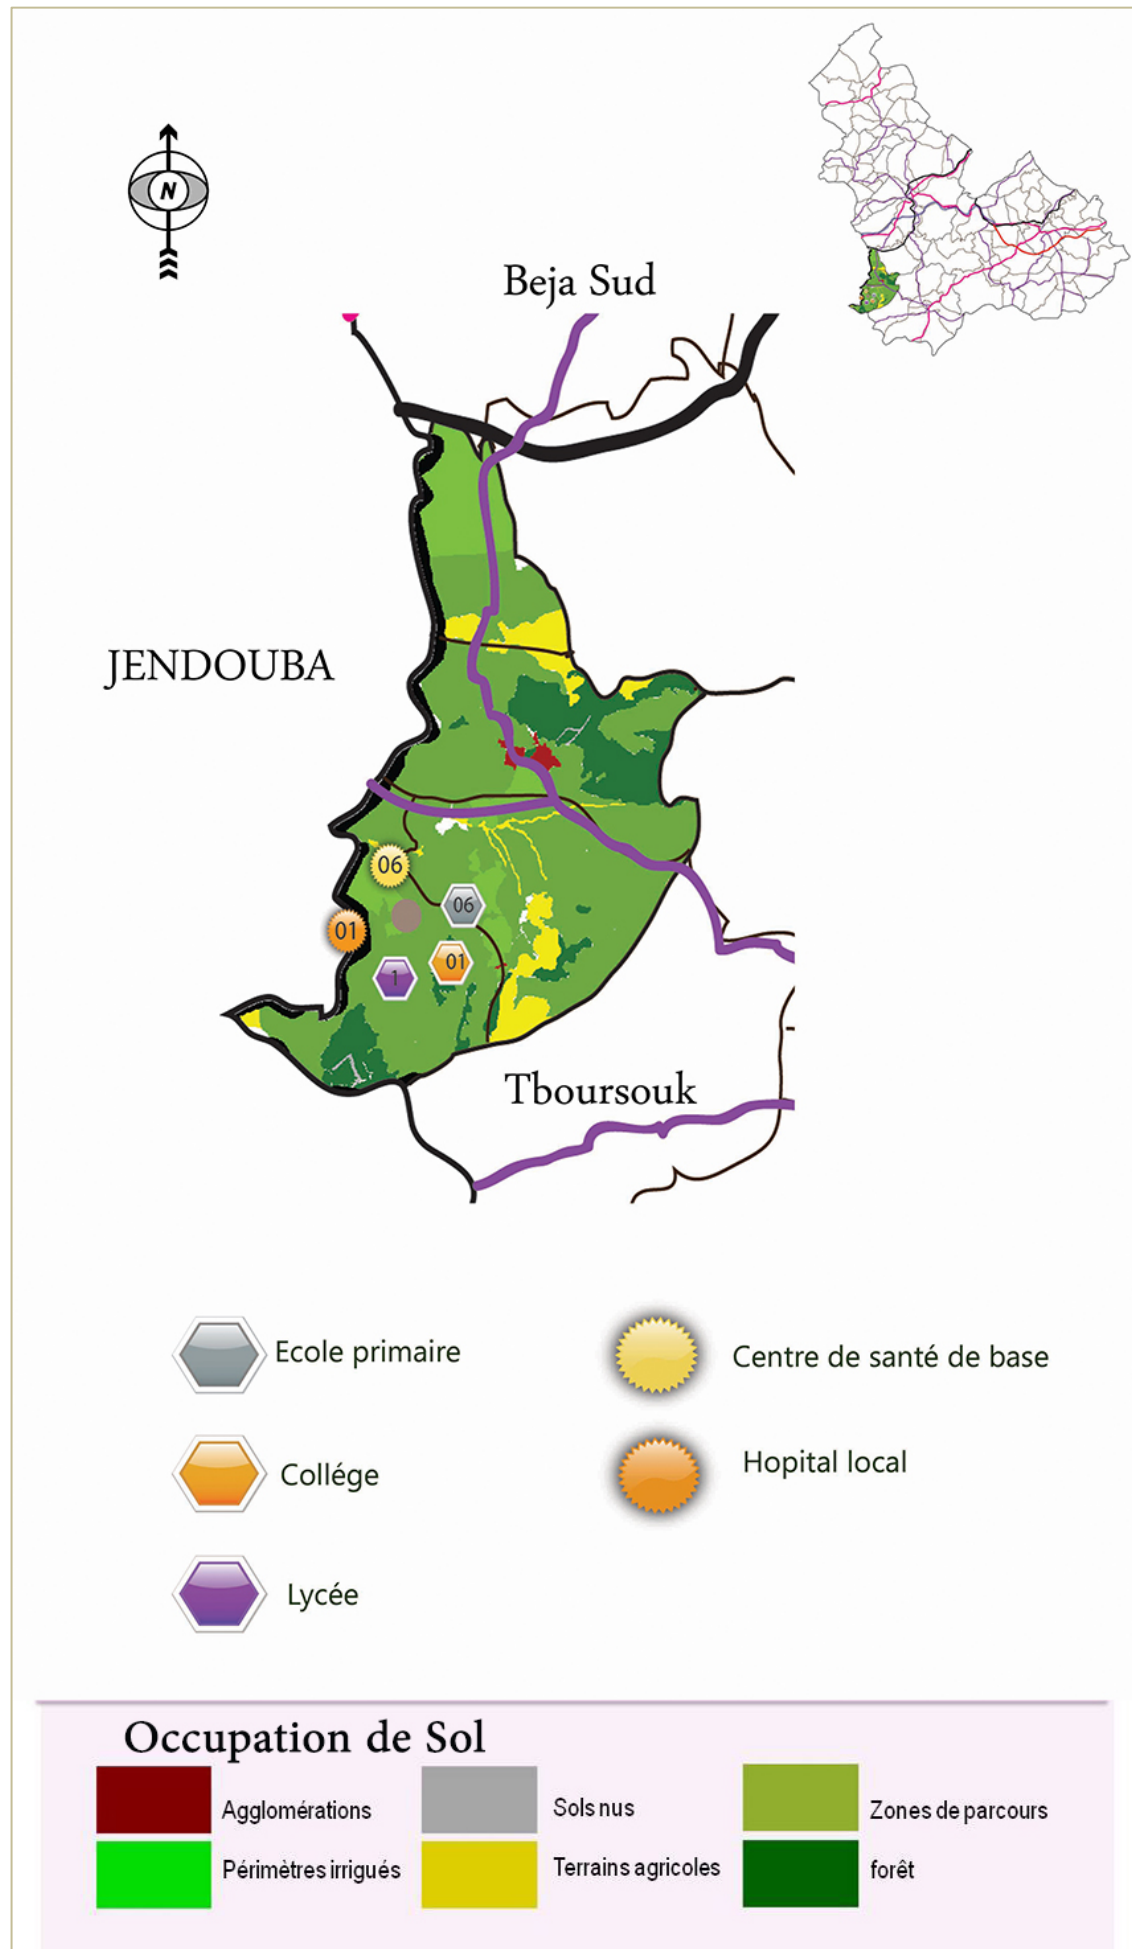 N
Beja Sud
JENDOUBA
06
06
01
01
1
Tboursouk
Ecole primaire
Centre de santé de base
Collége
Hopital local
Lycée
Occupation de Sol
Agglomérations
Sols nus
Zones de parcours
Périmètres irrigués
Terrains agricoles
forêt